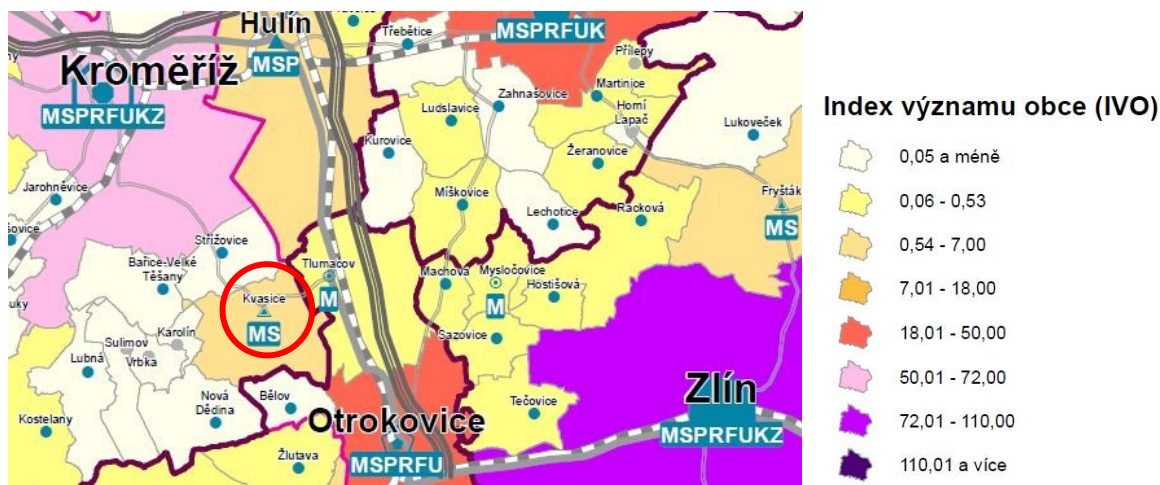 Hulín
MSP
Třebětice
MSPRFUK
Kroměříž
MSPRFUKZ
Přílepy
Martinice
Zahnašovice
Ludslavice
Horní
Lapač
Lukoveček
Kurovice
Žeranovice
Jarohněvice
Míškovice
Lechotice
Racková
Fryšták
MS
Střížovice
Bařice-Velké
Těšany
Tlumačov
M
Machová
Mysločovice
M
Hostišová
Kvasice
MS
Sazovice
Karolín
Sulimov
Vrbka
Lubná
Nová
Dědina
Bělov
Zlín
MSPRFUKZ
Tečovice
Kostelany
Otrokovice
MSPRFU
Žlutava
Index významu obce (IVO)
0,05 a méně
0,06 - 0,53
0,54 - 7,00
7,01 - 18,00
18,01 - 50,00
50,01 - 72,00
72,01 - 110,00
110,01 a více